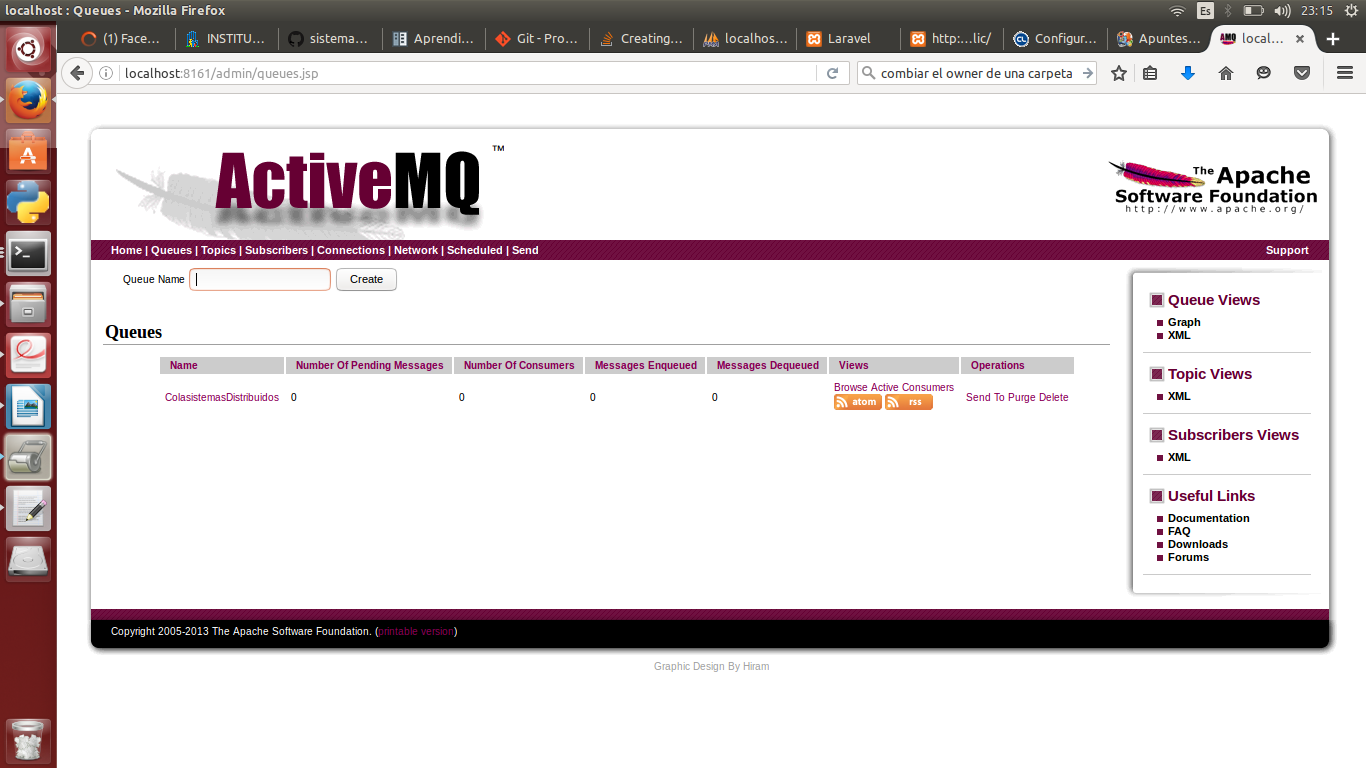 localhost : Queues - Mozilla Firefox
Es
23:15
(1) Face...
INSTITU...
sistema...
Aprendi...
Git - Pro...
Creating...
localhos...
Laravel
http:...lic/
Configur...
Apuntes...
AMQ
local...
localhost:8161/admin/queues.jsp
combiar el owner de una carpeta
ActiveMQ™
The Apache
Software Foundation
http://www.apache.org/
Home | Queues | Topics | Subscribers | Connections | Network | Scheduled | Send
Support
Queue Name
Create
Queues
Name
Number Of Pending Messages
Number Of Consumers
Messages Enqueued
Messages Dequeued
Views
Operations
ColasistemasDistribuidos
0
0
0
0
Browse Active Consumers
atom
rss
Send To Purge Delete
Queue Views
Graph
XML
Topic Views
XML
Subscribers Views
XML
Useful Links
Documentation
FAQ
Downloads
Forums
Copyright 2005-2013 The Apache Software Foundation. (printable version)
Graphic Design By Hiram